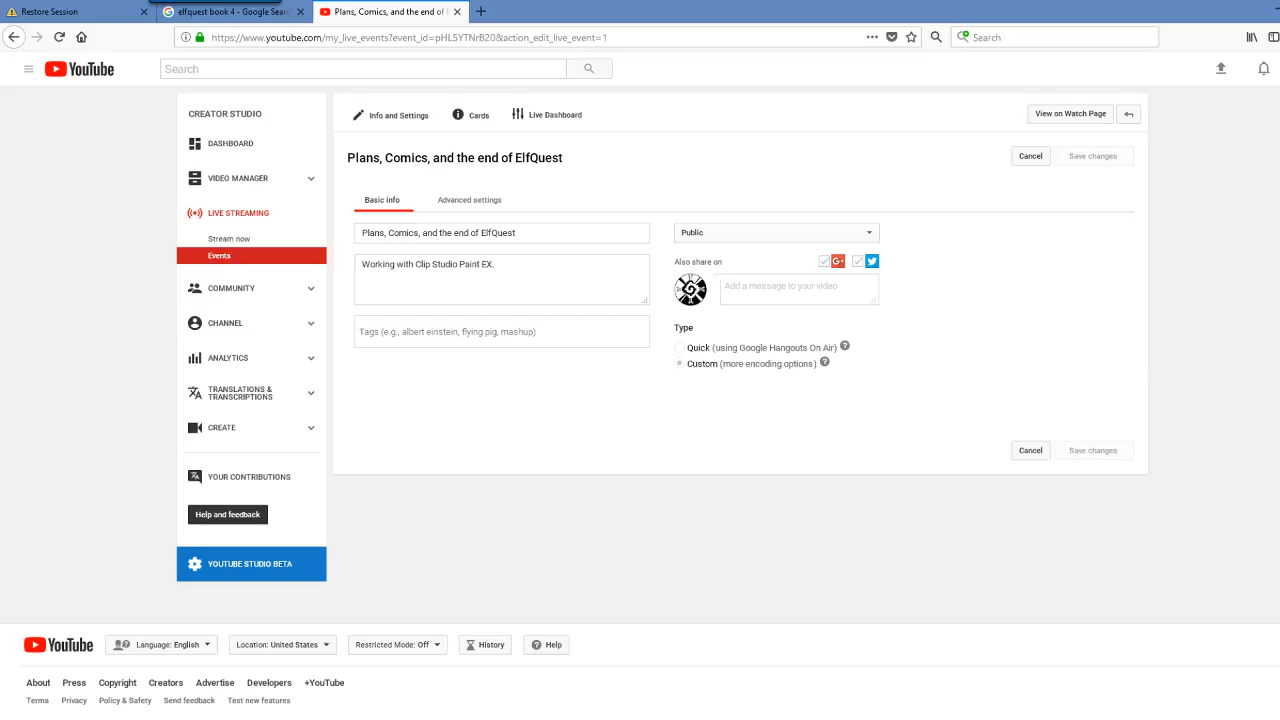 Restore Session
elfquest book 4 - Google Searc
Plans, Comics, and the end of E
https://www.youtube.com/my_live_events?event_id=pHL5YTNrB20&action_edit_live_event=1
Search
YouTube
Search
CREATOR STUDIO
DASHBOARD
VIDEO MANAGER
LIVE STREAMING
Stream now
Events
COMMUNITY
CHANNEL
ANALYTICS
TRANSLATIONS &
TRANSCRIPTIONS
CREATE
YOUR CONTRIBUTIONS
Help and feedback
YOUTUBE STUDIO BETA
Info and Settings
Cards
Live Dashboard
View on Watch Page
Plans, Comics, and the end of ElfQuest
Cancel
Save changes
Basic info
Advanced settings
Plans, Comics, and the end of ElfQuest
Working with Clip Studio Paint EX.
Tags (e.g., albert einstein, flying pig, mashup)
Public
Also share on
G+
Add a message to your video
Type
Quick (using Google Hangouts On Air) ?
Custom (more encoding options) ?
Cancel
Save changes
YouTube
Language: English
Location: United States
Restricted Mode: Off
History
Help
About Press Copyright Creators Advertise Developers +YouTube
Terms Privacy Policy & Safety Send feedback Test new features